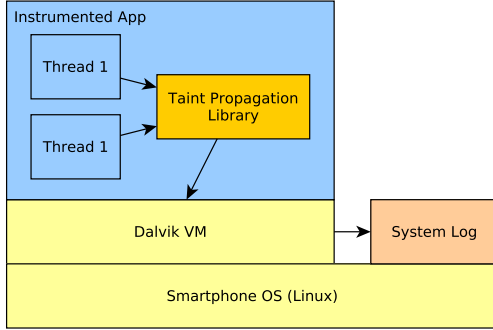 Instrumented App
Thread 1
Taint Propagation
Library
Thread 1
Dalvik VM
System Log
Smartphone OS (Linux)